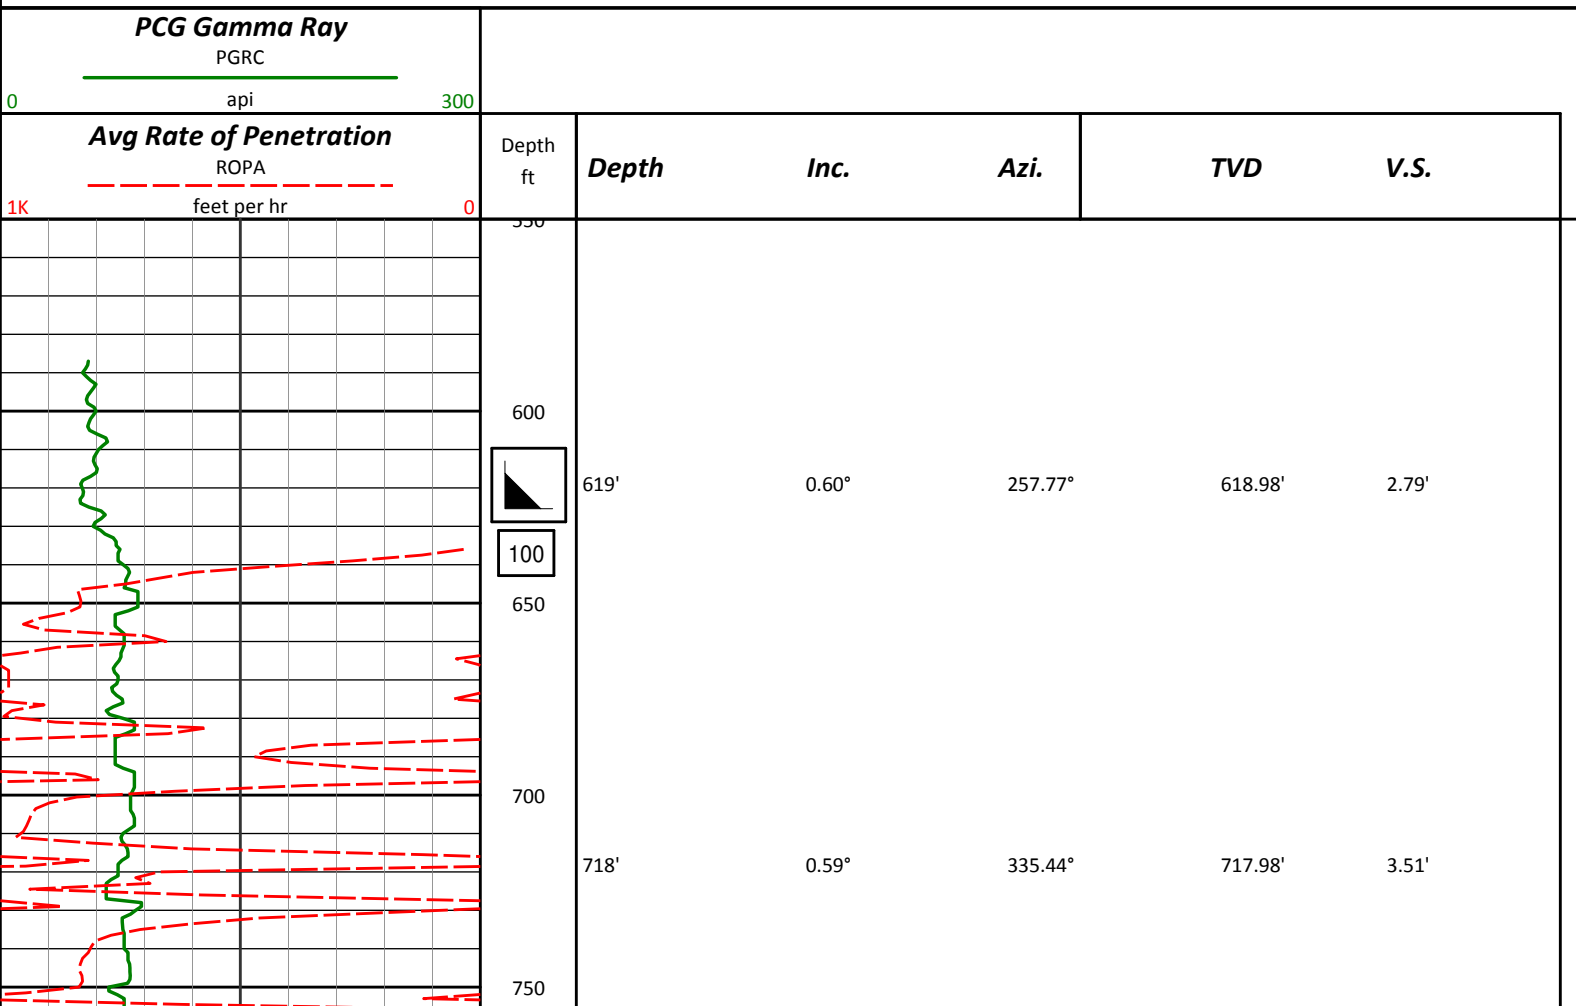 PCG Gamma Ray
PGRC
0 api 300
Avg Rate of Penetration
ROPA
1K feet per hr 0
Depth
ft
Depth Inc. Azi. TVD V.S.
550
600
619' 0.60° 257.77° 618.98' 2.79'
100
650
700
718' 0.59° 335.44° 717.98' 3.51'
750